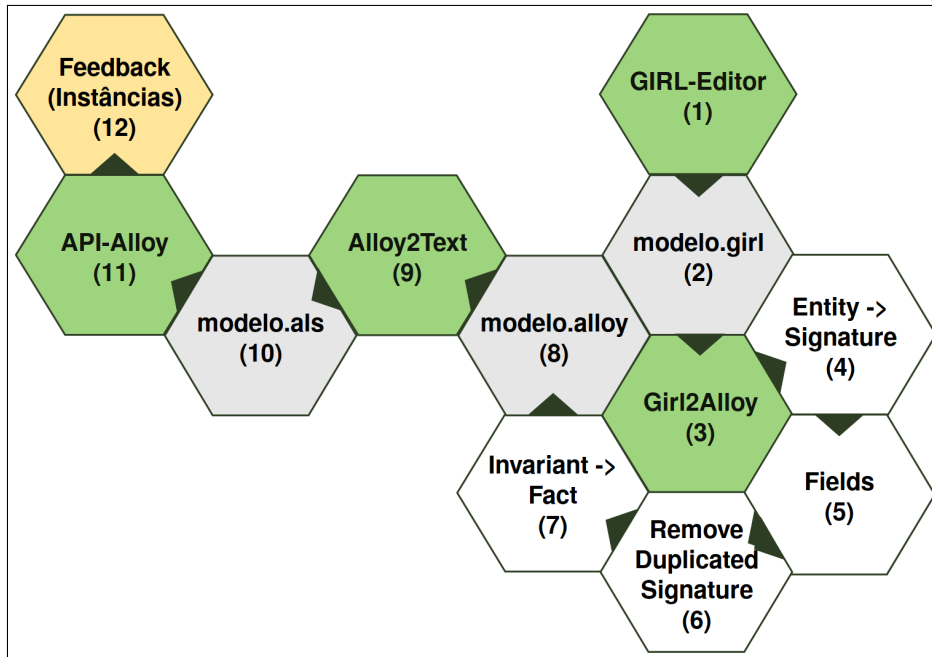 Feedback
(Instâncias)
(12)
GIRL-Editor
(1)
API-Alloy
(11)
Alloy2Text
(9)
modelo.girl
(2)
modelo.als
(10)
modelo.alloy
(8)
Entity ->
Signature
(4)
Girl2Alloy
(3)
Invariant ->
Fact
(7)
Fields
(5)
Remove
Duplicated
Signature
(6)